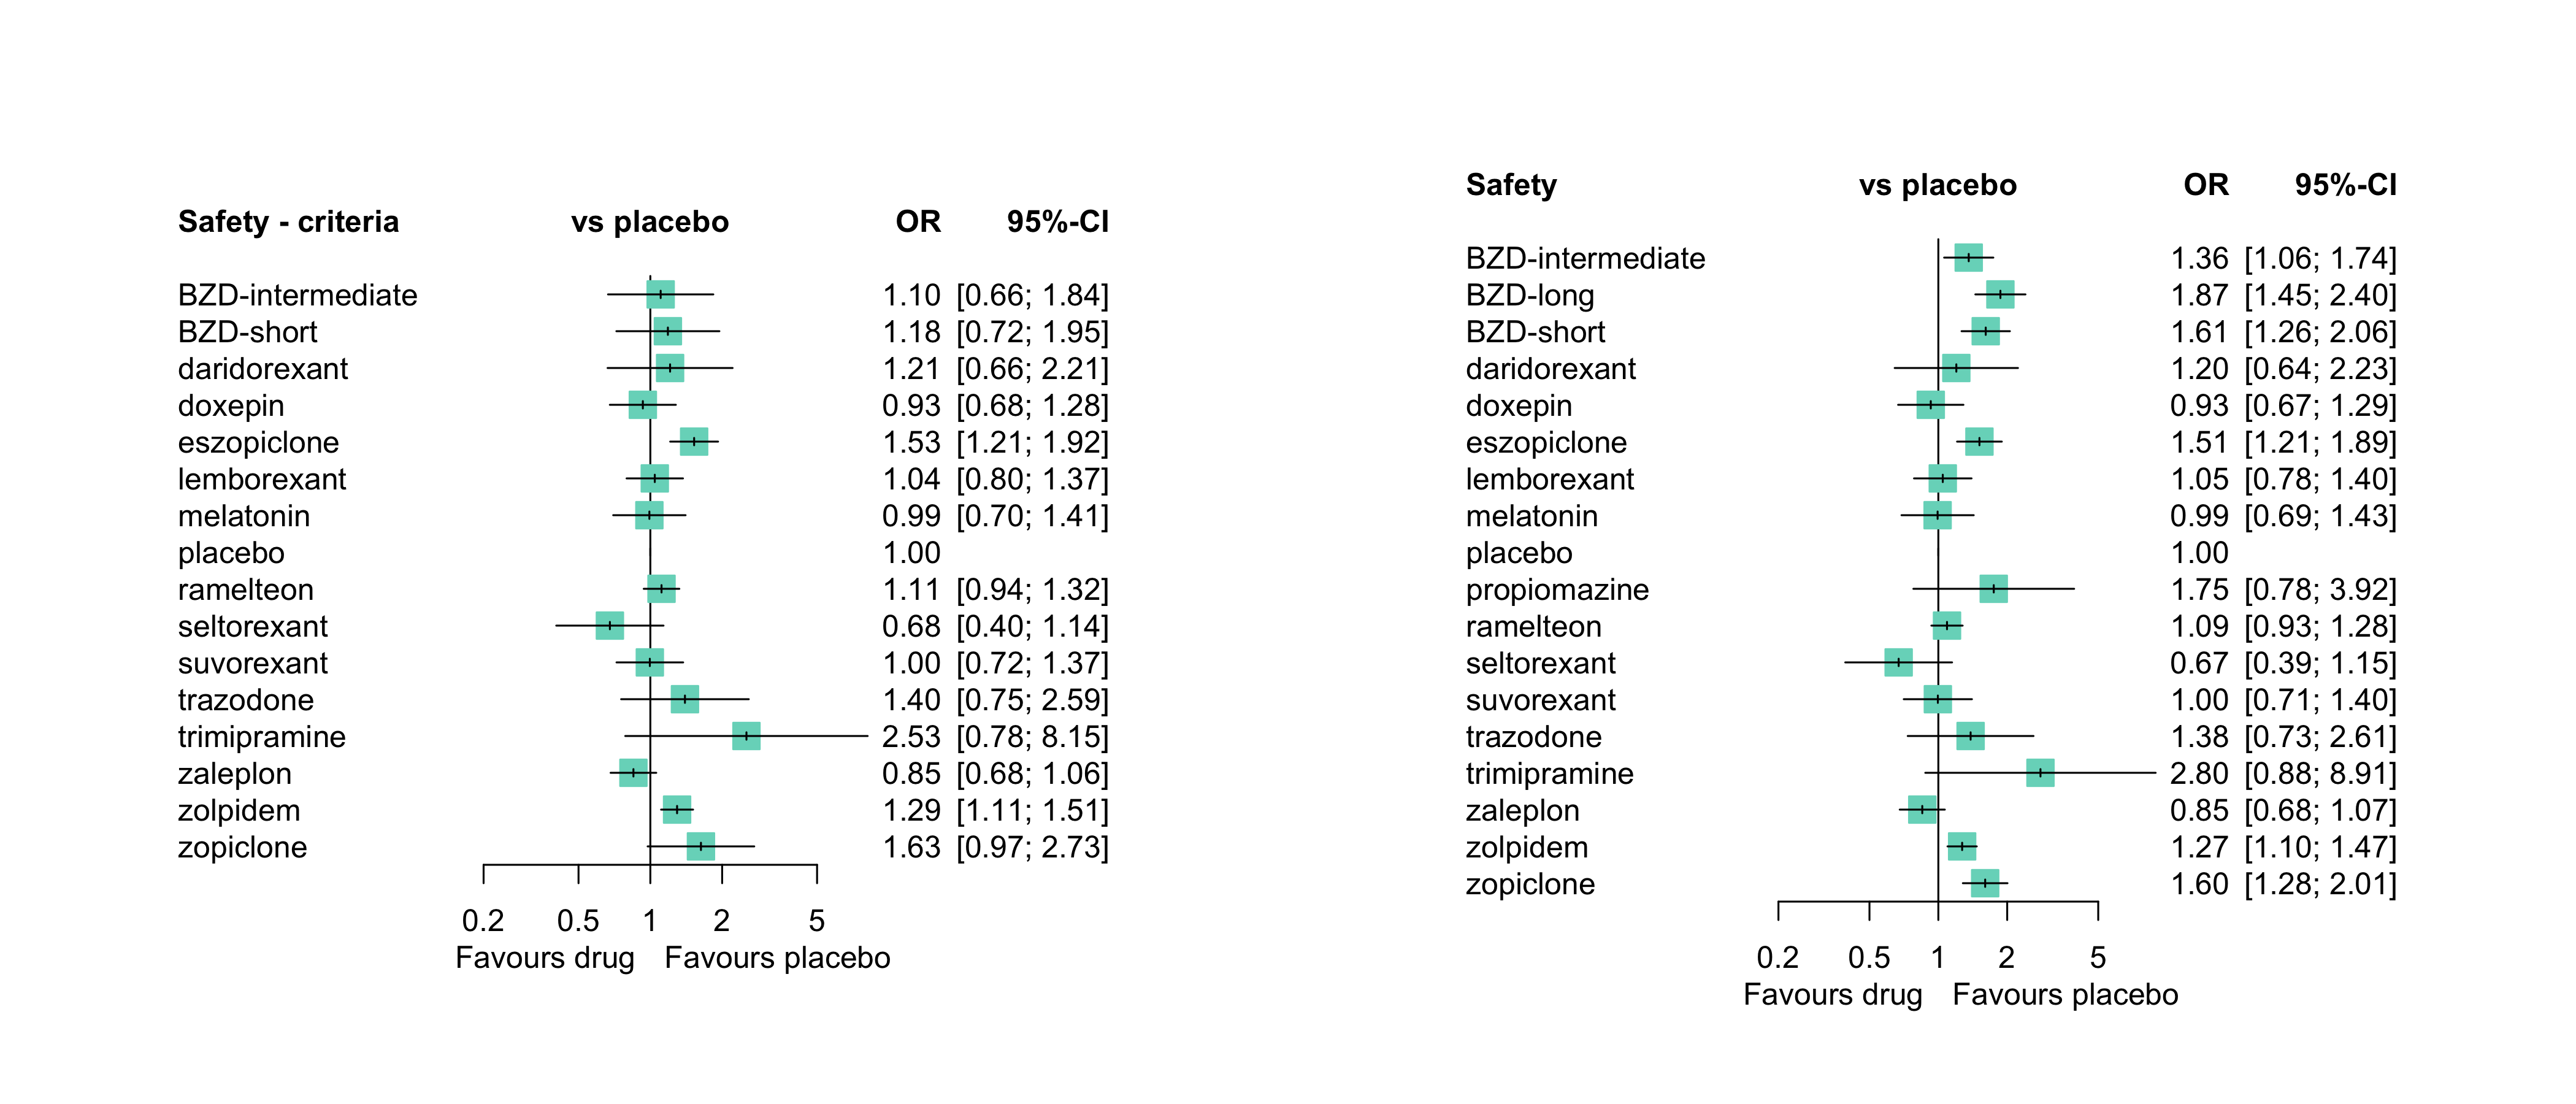 Safety - criteria vs placebo OR 95%-CI
BZD-intermediate 1.10 [0.66; 1.84]
BZD-short 1.18 [0.72; 1.95]
daridorexant 1.21 [0.66; 2.21]
doxepin 0.93 [0.68; 1.28]
eszopiclone 1.53 [1.21; 1.92]
lemborexant 1.04 [0.80; 1.37]
melatonin 0.99 [0.70; 1.41]
placebo 1.00
ramelteon 1.11 [0.94; 1.32]
seltorexant 0.68 [0.40; 1.14]
suvorexant 1.00 [0.72; 1.37]
trazodone 1.40 [0.75; 2.59]
trimipramine 2.53 [0.78; 8.15]
zaleplon 0.85 [0.68; 1.06]
zolpidem 1.29 [1.11; 1.51]
zopiclone 1.63 [0.97; 2.73]
0.2 0.5 1 2 5
Favours drug Favours placebo
Safety vs placebo OR 95%-CI
BZD-intermediate 1.36 [1.06; 1.74]
BZD-long 1.87 [1.45; 2.40]
BZD-short 1.61 [1.26; 2.06]
daridorexant 1.20 [0.64; 2.23]
doxepin 0.93 [0.67; 1.29]
eszopiclone 1.51 [1.21; 1.89]
lemborexant 1.05 [0.78; 1.40]
melatonin 0.99 [0.69; 1.43]
placebo 1.00
propiomazine 1.75 [0.78; 3.92]
ramelteon 1.09 [0.93; 1.28]
seltorexant 0.67 [0.39; 1.15]
suvorexant 1.00 [0.71; 1.40]
trazodone 1.38 [0.73; 2.61]
trimipramine 2.80 [0.88; 8.91]
zaleplon 0.85 [0.68; 1.07]
zolpidem 1.27 [1.10; 1.47]
zopiclone 1.60 [1.28; 2.01]
0.2 0.5 1 2 5
Favours drug Favours placebo